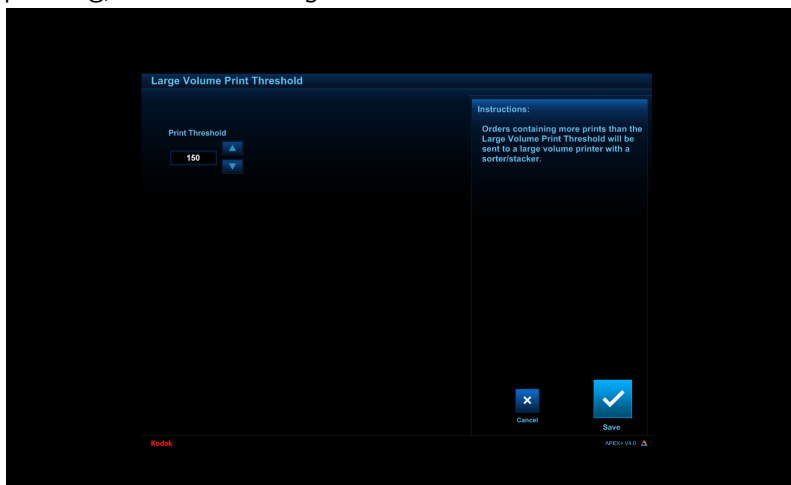 Large Volume Print Threshold
Instructions:
Orders containing more prints than the
Large Volume Print Threshold will be
sent to a large volume printer with a
sorter/stacker.
Print Threshold
150
Cancel
Save
Kodak
APEX+ V4.0